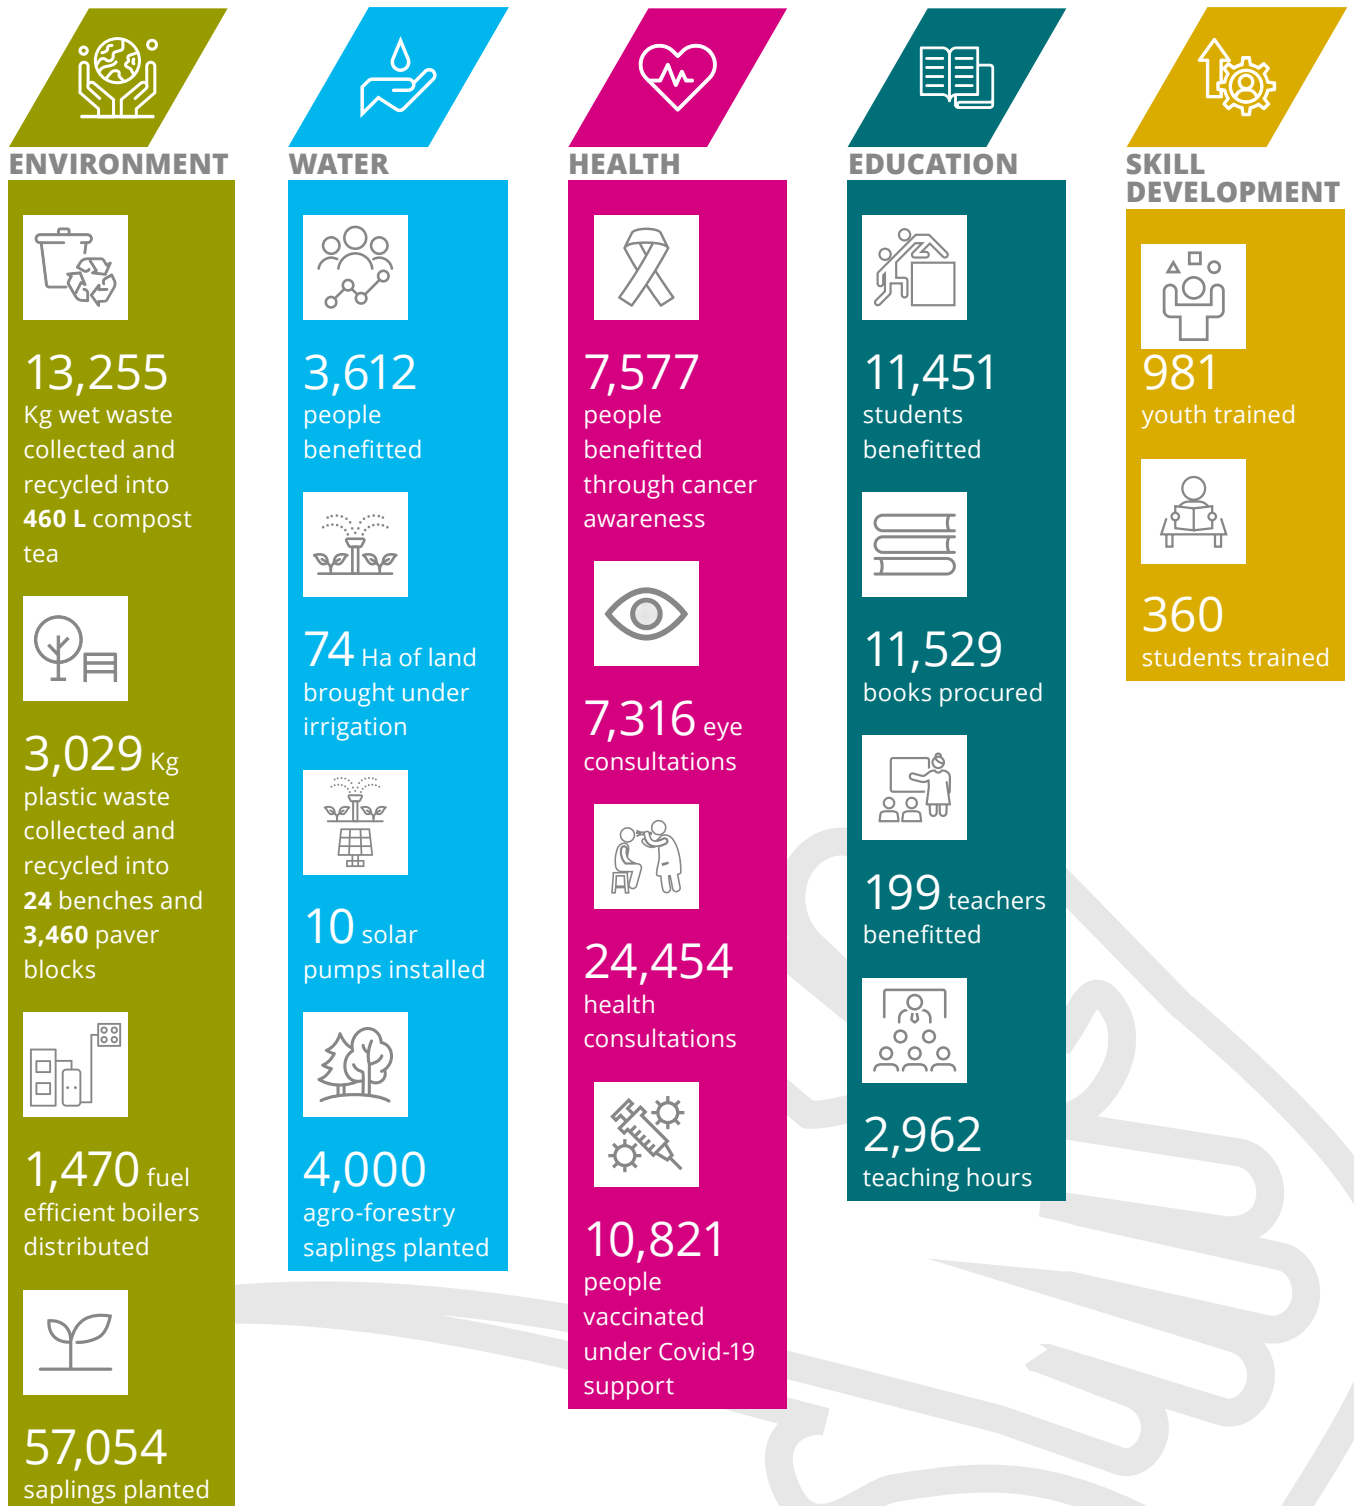 ENVIRONMENT
13,255
Kg wet waste
collected and
recycled into
460 L compost
tea
3,029 Kg
plastic waste
collected and
recycled into
24 benches and
3,460 paver
blocks
1,470 fuel
efficient boilers
distributed
57,054
saplings planted
WATER
3,612
people
benefitted
74 Ha of land
brought under
irrigation
10 solar
pumps installed
4,000
agro-forestry
saplings planted
HEALTH
7,577
people
benefitted
through cancer
awareness
7,316 eye
consultations
24,454
health
consultations
10,821
people
vaccinated
under Covid-19
support
EDUCATION
11,451
students
benefitted
11,529
books procured
199 teachers
benefitted
2,962
teaching hours
SKILL
DEVELOPMENT
981
youth trained
360
students trained